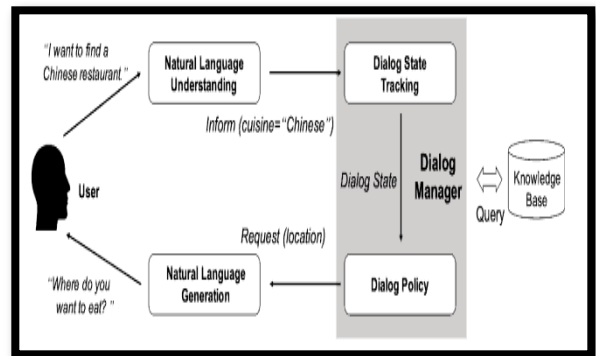 “I want to find a
Chinese restaurant.”
Natural Language
Understanding
Dialog State
Tracking
Inform (cuisine=“Chinese”)
User
Dialog State
Dialog
Manager
Query
Knowledge
Base
Request (location)
“Where do you
want to eat? ”
Natural Language
Generation
Dialog Policy